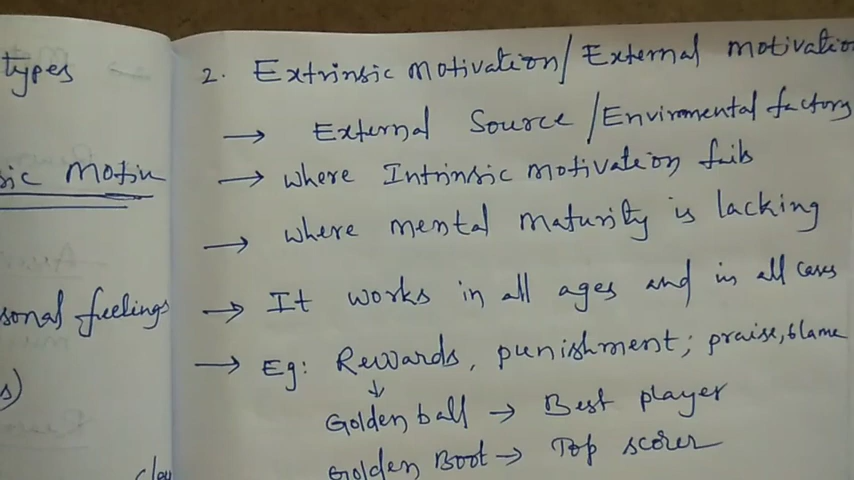 types
sic Motiv
sonal feelings
s)
2. Extrinsic Motivation/External motivation
→ External Source/Enviromental factory
→ where Intrinsic motivation fails
→ where mental maturity is lacking
→ It works in all ages and in all cases
→ Eg: Rewards, punishment; praise, blame
↓
Golden ball → Best player
Golden Boot → Top scorer